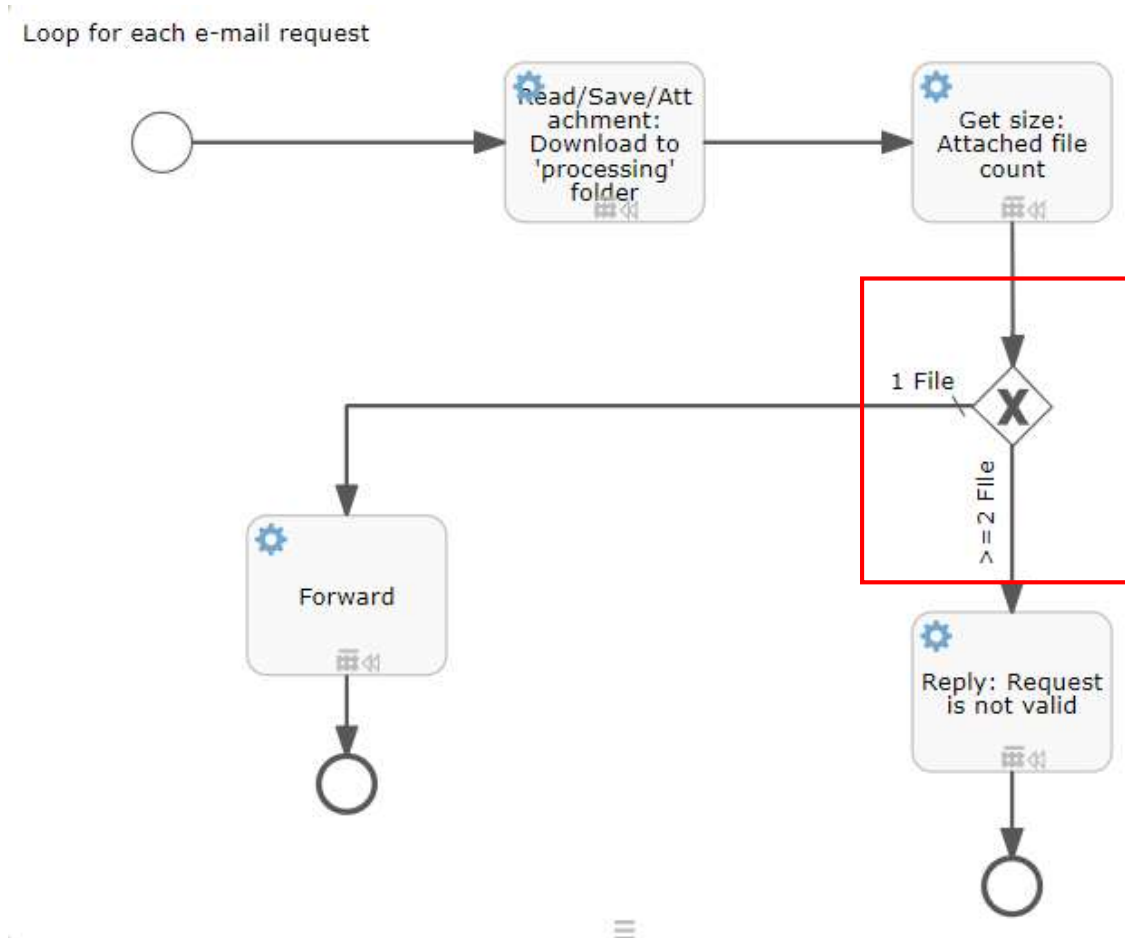 Loop for each e-mail request
Read/Save/Att
achment:
Download to
'processing'
folder
Get size:
Attached file
count
1 File
X
>=2 File
Forward
Reply: Request
is not valid